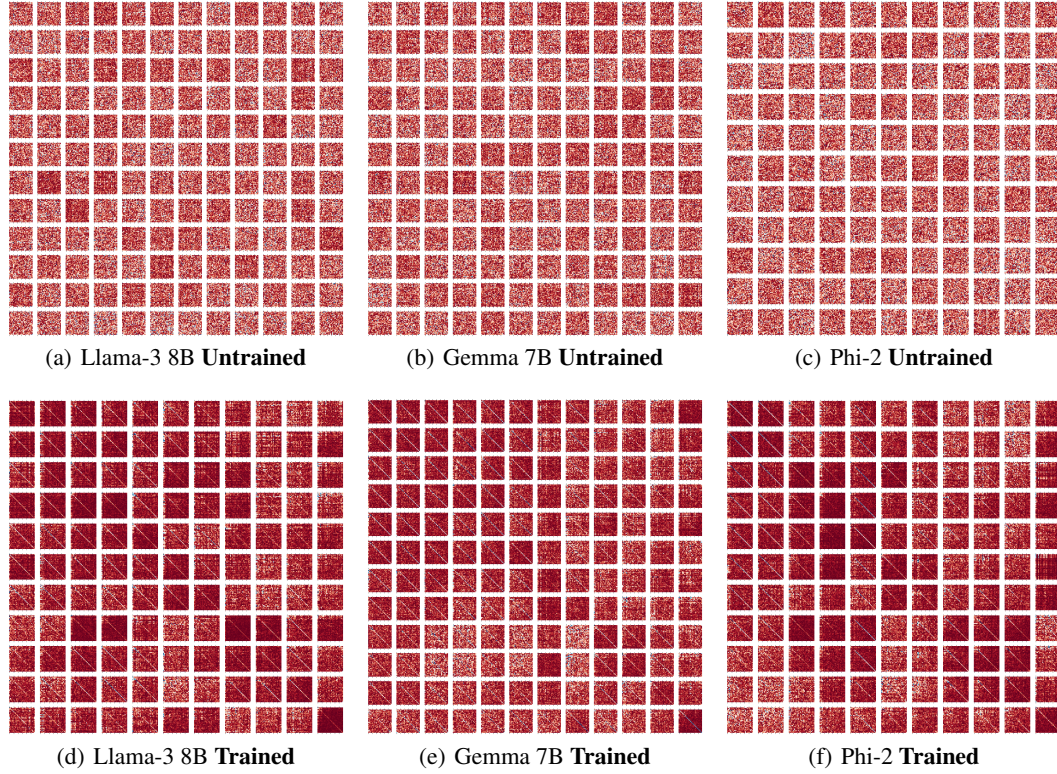 (a) Llama-3 8B Untrained
(b) Gemma 7B Untrained
(c) Phi-2 Untrained
(d) Llama-3 8B Trained
(e) Gemma 7B Trained
(f) Phi-2 Trained